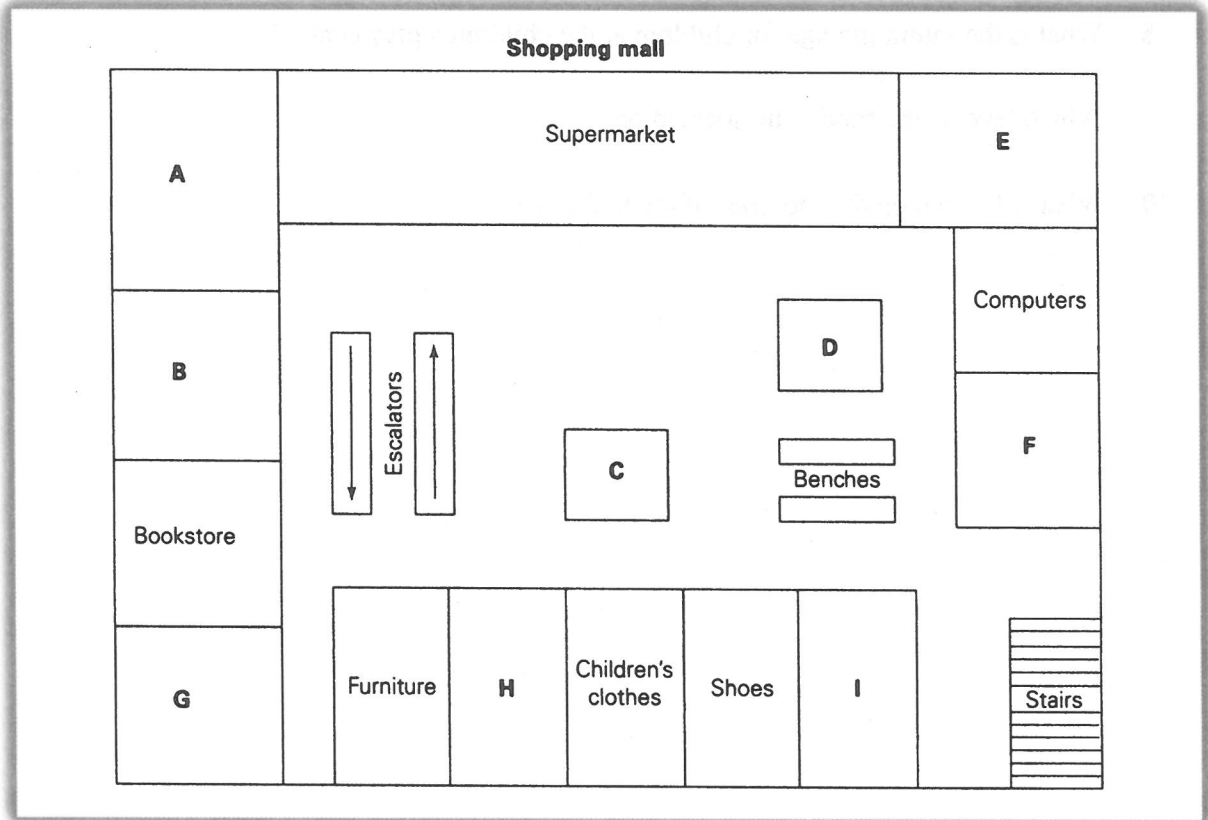 Shopping mall
Supermarket
A
E
Computers
B
D
Escalators
C
F
Benches
Bookstore
G
Furniture
H
Children's
clothes
Shoes
I
Stairs